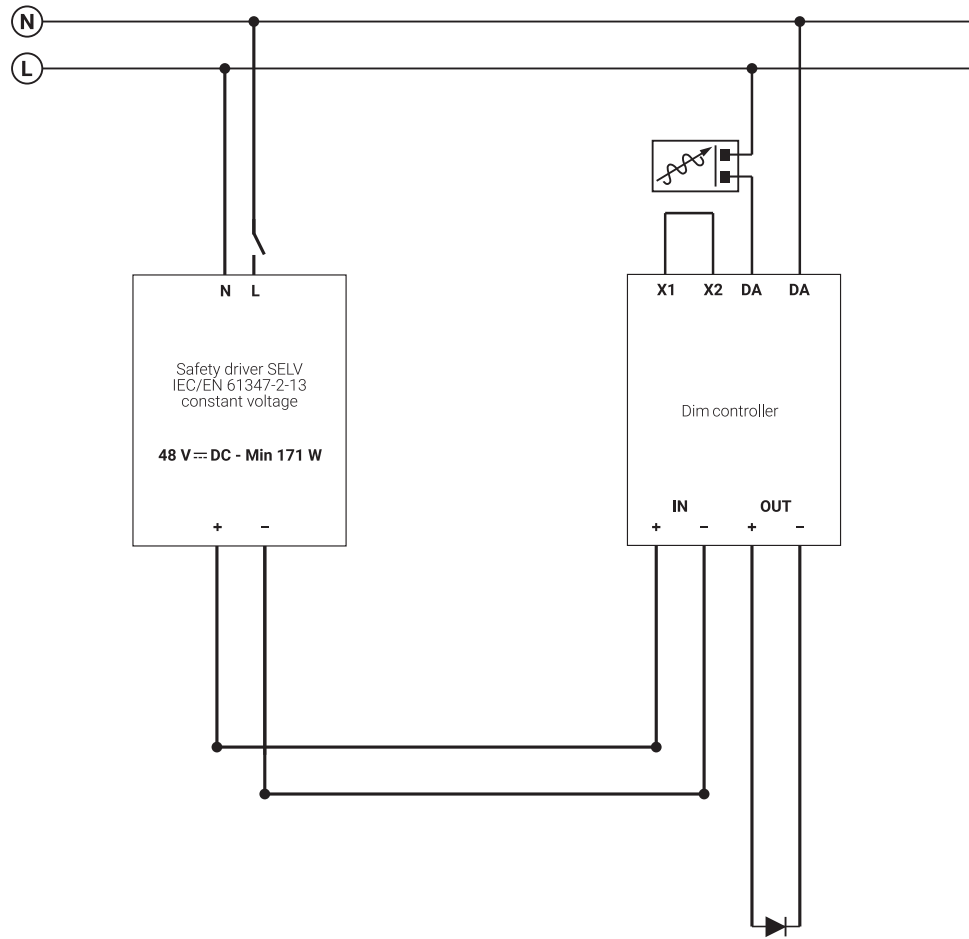 N
L
N L
Safety driver SELV
IEC/EN 61347-2-13
constant voltage
48 V⎓DC - Min 171 W
+ −
X1 X2 DA DA
Dim controller
IN OUT
+ − + −